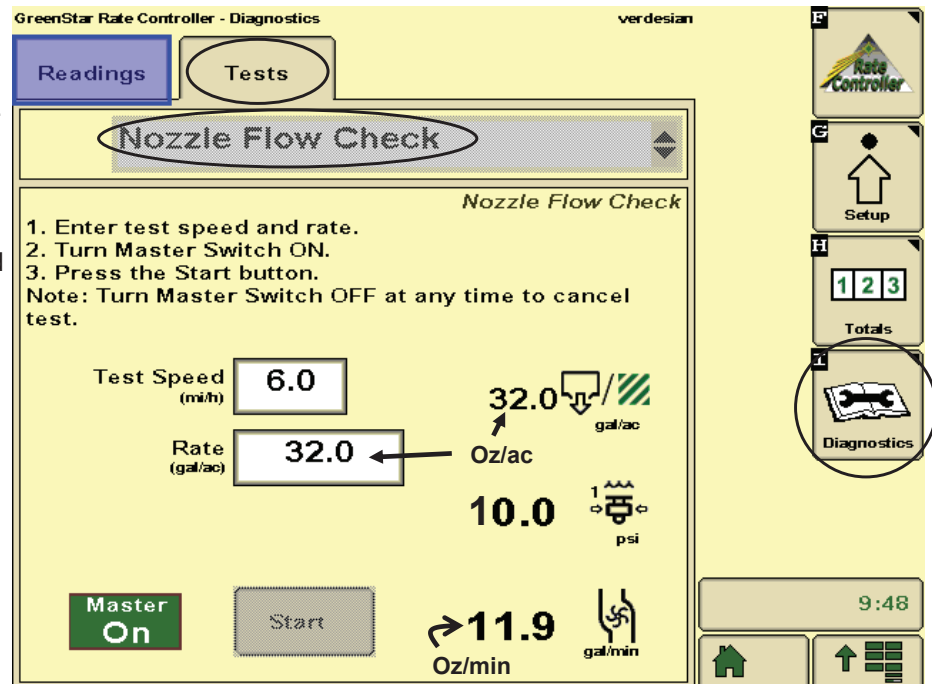 GreenStar Rate Controller - Diagnostics
verdesian
Readings
Tests
Nozzle Flow Check
Nozzle Flow Check
1. Enter test speed and rate.
2. Turn Master Switch ON.
3. Press the Start button.
Note: Turn Master Switch OFF at any time to cancel
test.
Test Speed
(mi/h)
6.0
32.0
/
gal/ac
Rate
(gal/ac)
32.0
Oz/ac
10.0
1
psi
Master
On
Start
11.9
gal/min
Oz/min
F
Rate
Controller
G
Setup
H
1 2 3
Totals
I
Diagnostics
9:48